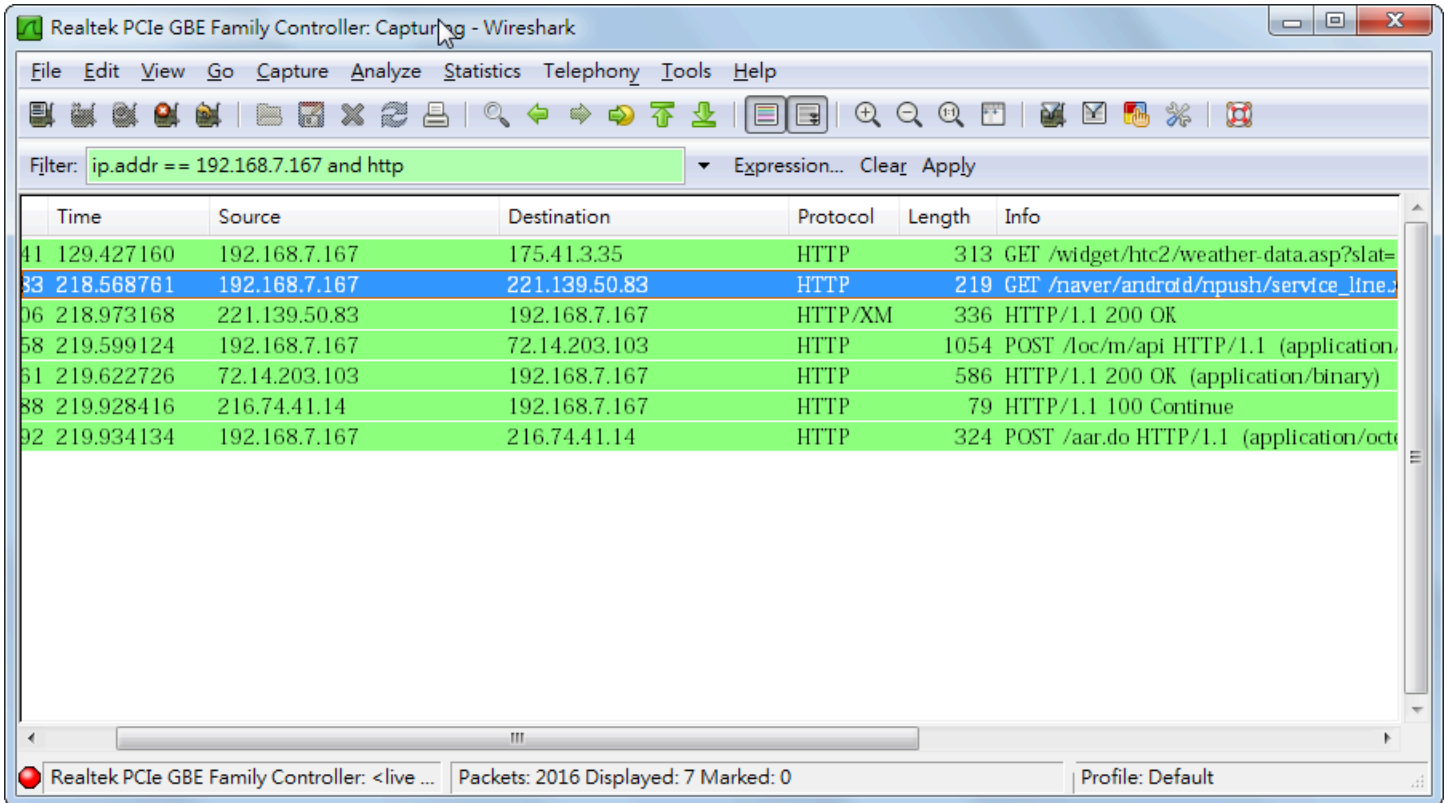 Realtek PCIe GBE Family Controller: Capturing - Wireshark
File Edit View Go Capture Analyze Statistics Telephony Tools Help
Filter: ip.addr == 192.168.7.167 and http Expression... Clear Apply
Time Source Destination Protocol Length Info
41 129.427160 192.168.7.167 175.41.3.35 HTTP 313 GET /widget/htc2/weather-data.asp?slat=
83 218.568761 192.168.7.167 221.139.50.83 HTTP 219 GET /naver/android/npush/service_line.x
06 218.973168 221.139.50.83 192.168.7.167 HTTP/XM 336 HTTP/1.1 200 OK
58 219.599124 192.168.7.167 72.14.203.103 HTTP 1054 POST /loc/m/api HTTP/1.1 (application/
61 219.622726 72.14.203.103 192.168.7.167 HTTP 586 HTTP/1.1 200 OK (application/binary)
88 219.928416 216.74.41.14 192.168.7.167 HTTP 79 HTTP/1.1 100 Continue
92 219.934134 192.168.7.167 216.74.41.14 HTTP 324 POST /aar.do HTTP/1.1 (application/octe
Realtek PCIe GBE Family Controller: <live ... Packets: 2016 Displayed: 7 Marked: 0 Profile: Default